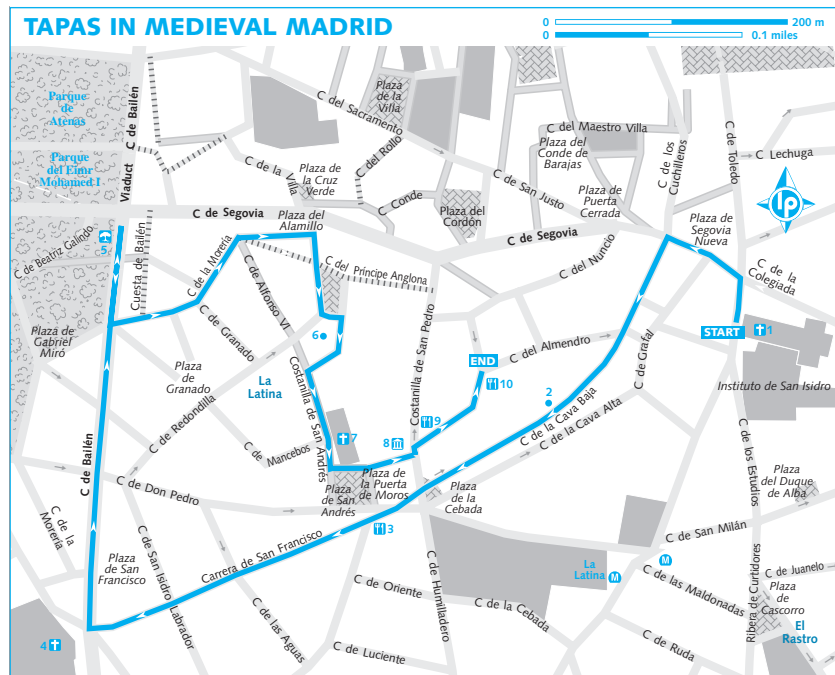 TAPAS IN MEDIEVAL MADRID
0
200 m
0
0.1 miles
Parque
de
Atenas
C de Bailén
Plaza
de la
Villa
C del Sacramento
C del Maestro Villa
Plaza del
Conde de
Barajas
C de los
Cuchilleros
C de Toledo
C Lechuga
Parque
del Eimr
Mohamed I
Viaduct
C de la
Villa
Plaza de
la Cruz
Verde
C del Rollo
C de
San Justo
Plaza de
Puerta
Cerrada
lp
C Conde
Plaza del
Cordón
C de Segovia
Plaza del
Alamillo
C de Segovia
Plaza de
Segovia
Nueva
5
C de Beatriz Galindo
Cuesta de Bailén
C de la Morería
C de Alfonso VI
C del Príncipe Anglona
C del Nuncio
C de la
Colegiada
Plaza de
Gabriel
Miró
C de
Granado
6
Costanilla de San Pedro
END
C del Almendro
C de Grafal
START
1
Plaza
de
Granado
La
Latina
Costanilla de San
Andrés
10
2
Instituto de San Isidro
C de Redondilla
9
C de la Cava Baja
C de la Cava Alta
C de
Mancebos
7
8
C de Bailén
C de Don Pedro
Plaza
de San
Andrés
Plaza de
la Puerta
de Moros
Plaza
de la
Cebada
C de los Estudios
Plaza
del Duque
de Alba
C de la
Morería
3
C de San Milán
Plaza
de San
Francisco
C de San Isidro
Labrador
Carrera de San Francisco
C de Humilladero
La
Latina
M
M
C de las Maldonadas
Ribera de Curtidores
C de Juanelo
C de las
Aguas
C de Oriente
C de la
Cebada
Plaza
de
Cascorro
4
C de Luciente
C de Ruda
El
Rastro